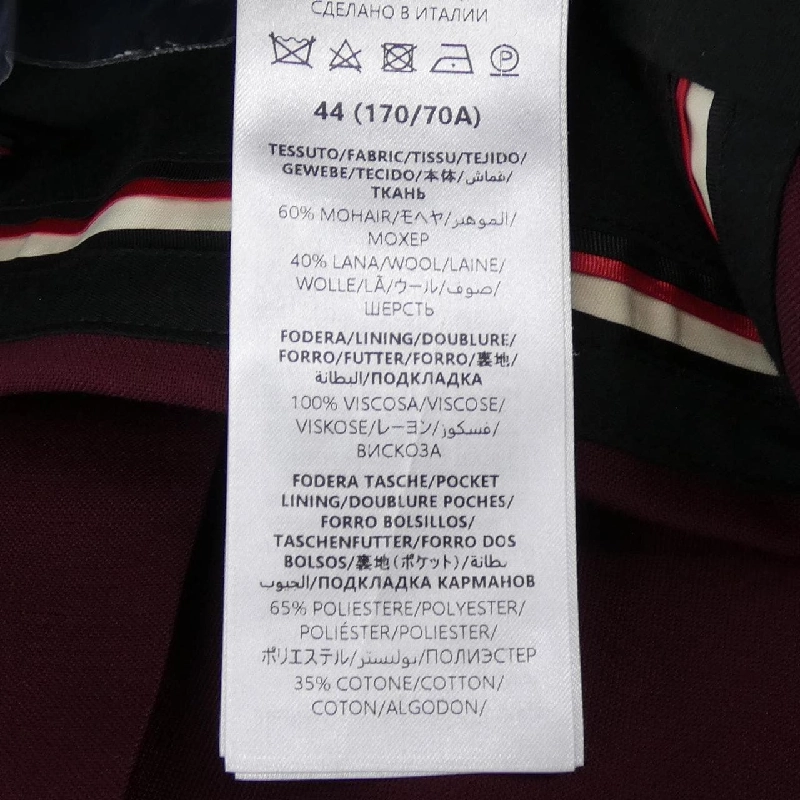 СДЕЛАНО В ИТАЛИИ
P
44 (170/70A)
TESSUTO/FABRIC/TISSU/TEJIDO/
GEWEBE/TECIDO/本体/قماش/
ТКАНЬ
60% MOHAIR/モヘヤ/الموهير/
МОХЕР
40% LANA/WOOL/LAINE/
WOLLE/LÃ/ウール/صوف/
ШЕРСТЬ
FODERA/LINING/DOUBLURE/
FORRO/FUTTER/FORRO/裏地/
البطانة/ПОДКЛАДКА
100% VISCOSA/VISCOSE/
VISKOSE/レーヨン/فسكوز/
ВИСКОЗА
FODERA TASCHE/POCKET
LINING/DOUBLURE POCHES/
FORRO BOLSILLOS/
TASCHENFUTTER/FORRO DOS
BOLSOS/裏地(ポケット)/بطانة
الجيوب/ПОДКЛАДКА КАРМАНОВ
65% POLIESTERE/POLYESTER/
POLIÉSTER/POLIESTER/
ポリエステル/بوليستر/ПОЛИЭСТЕР
35% COTONE/COTTON/
COTON/ALGODON/